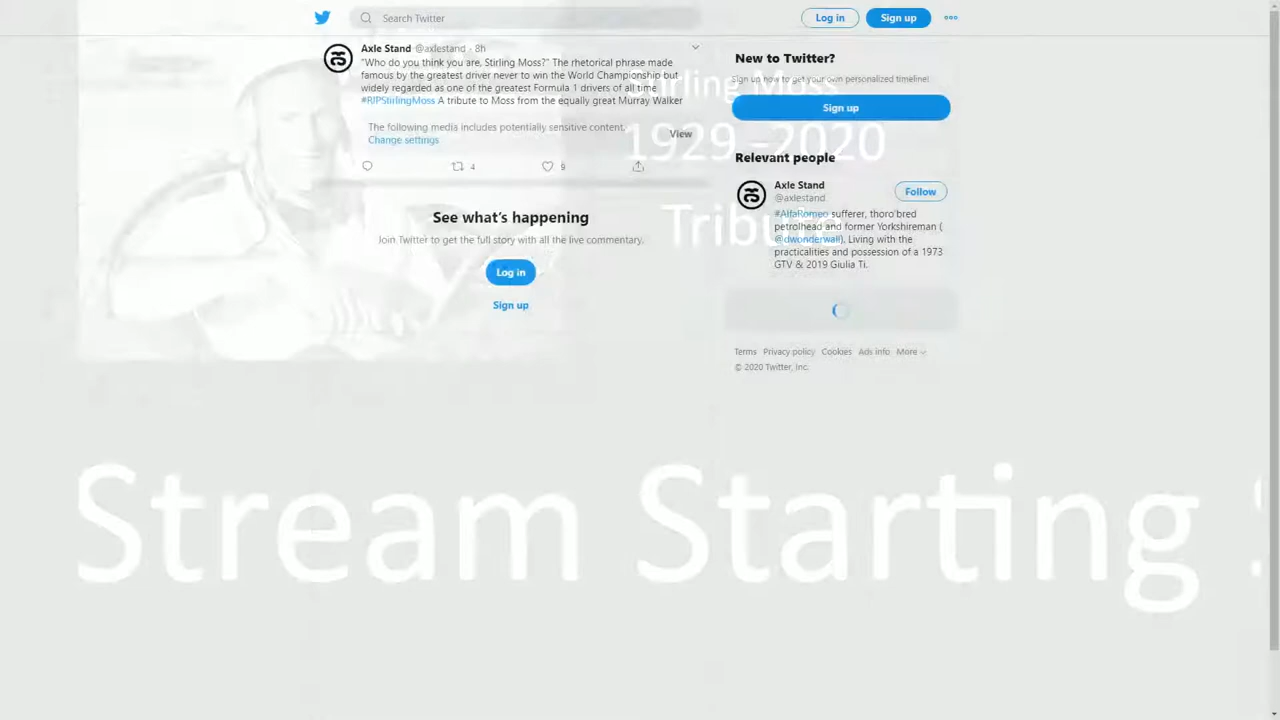 Search Twitter
Log in
Sign up
Axle Stand @axlestand · 8h
"Who do you think you are, Stirling Moss?" The rhetorical phrase made
famous by the greatest driver never to win the World Championship but
widely regarded as one of the greatest Formula 1 drivers of all time
#RIPStirlingMoss A tribute to Moss from the equally great Murray Walker
The following media includes potentially sensitive content.
Change settings
View
4
9
See what's happening
Join Twitter to get the full story with all the live commentary.
Log in
Sign up
New to Twitter?
Sign up now to get your own personalized timeline!
Sign up
Relevant people
Axle Stand
@axlestand
Follow
#AlfaRomeo sufferer, thoro'bred
petrolhead and former Yorkshireman (
@dwonderwall). Living with the
practicalities and possession of a 1973
GTV & 2019 Giulia Ti.
Terms Privacy policy Cookies Ads info More
© 2020 Twitter, Inc.
Stirling Moss
1929 -2020
Tribute
Stream Starting